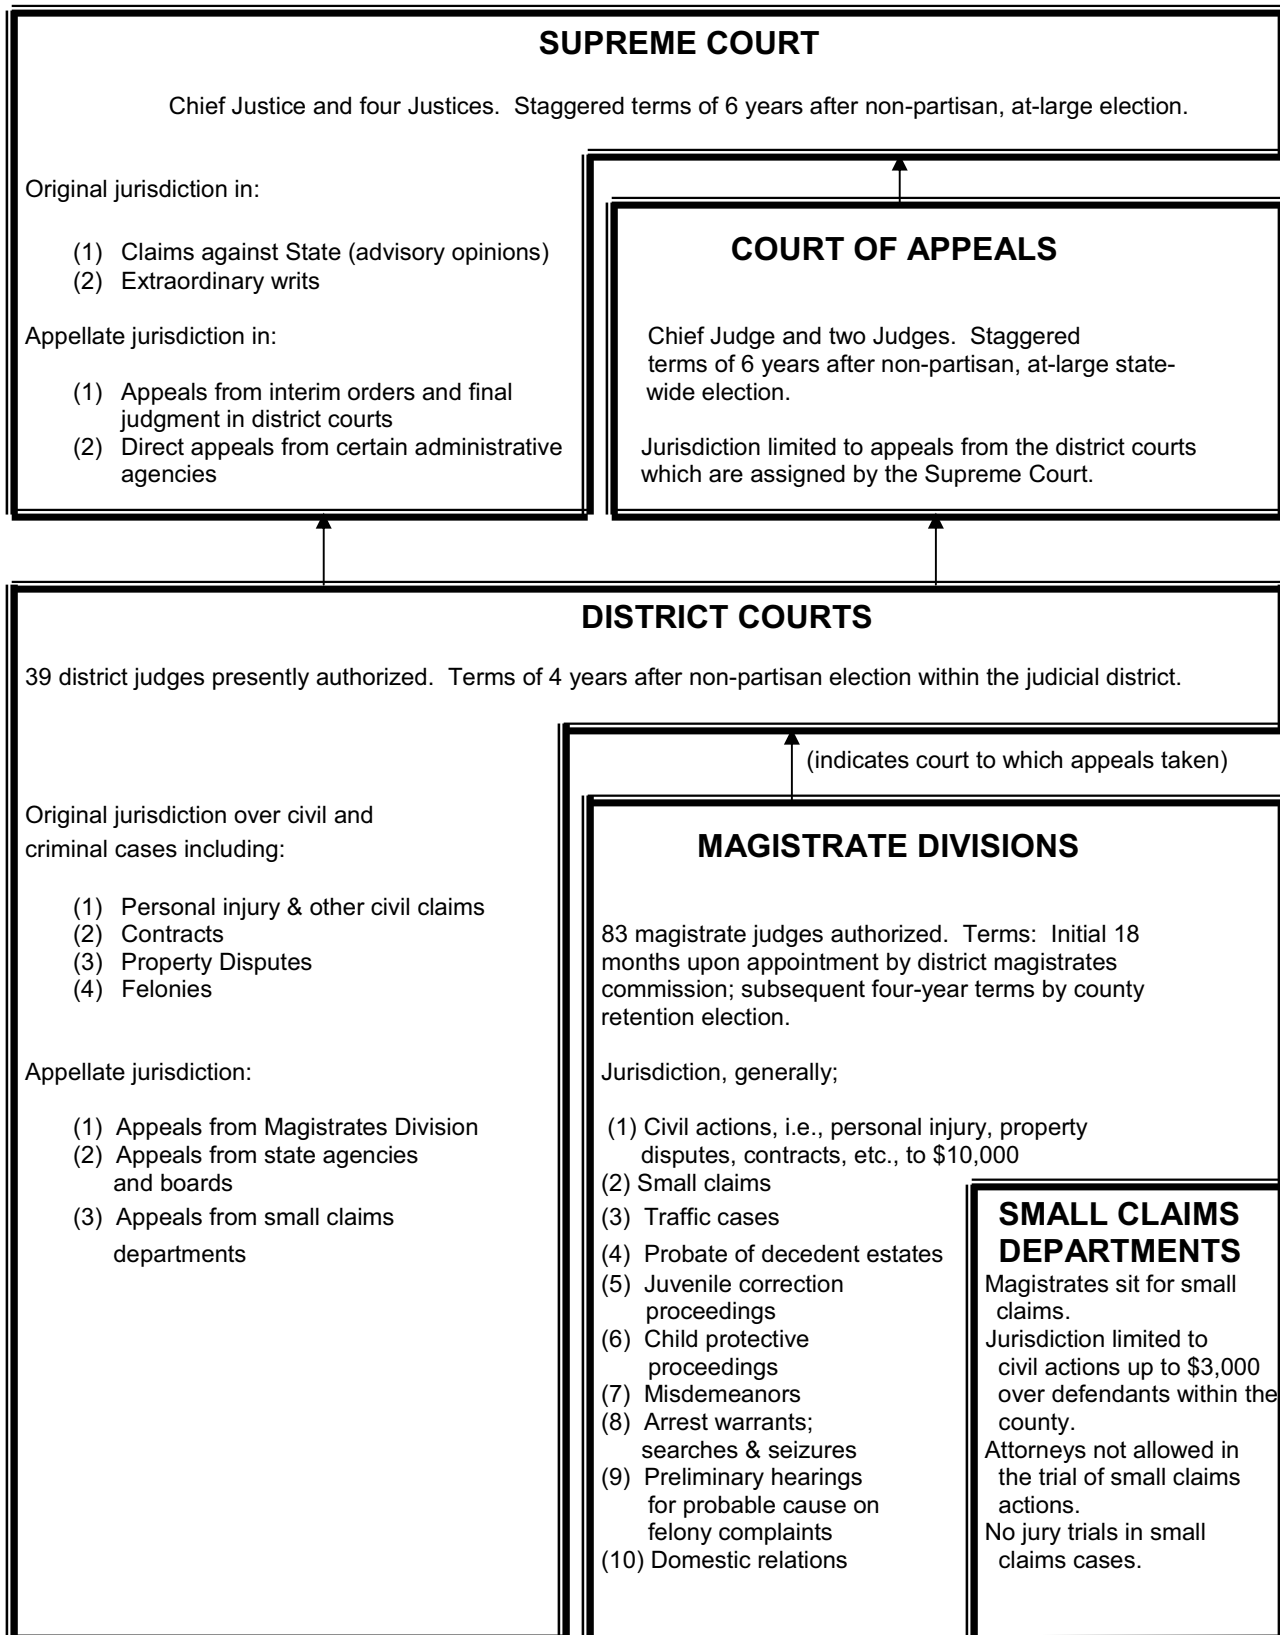 SUPREME COURT
Chief Justice and four Justices. Staggered terms of 6 years after non-partisan, at-large election.
Original jurisdiction in:
(1) Claims against State (advisory opinions)
(2) Extraordinary writs
Appellate jurisdiction in:
(1) Appeals from interim orders and final
judgment in district courts
(2) Direct appeals from certain administrative
agencies
COURT OF APPEALS
Chief Judge and two Judges. Staggered
terms of 6 years after non-partisan, at-large state-
wide election.
Jurisdiction limited to appeals from the district courts
which are assigned by the Supreme Court.
DISTRICT COURTS
39 district judges presently authorized. Terms of 4 years after non-partisan election within the judicial district.
(indicates court to which appeals taken)
Original jurisdiction over civil and
criminal cases including:
(1) Personal injury & other civil claims
(2) Contracts
(3) Property Disputes
(4) Felonies
Appellate jurisdiction:
(1) Appeals from Magistrates Division
(2) Appeals from state agencies
and boards
(3) Appeals from small claims
departments
MAGISTRATE DIVISIONS
83 magistrate judges authorized. Terms: Initial 18
months upon appointment by district magistrates
commission; subsequent four-year terms by county
retention election.
Jurisdiction, generally;
(1) Civil actions, i.e., personal injury, property
disputes, contracts, etc., to $10,000
(2) Small claims
(3) Traffic cases
(4) Probate of decedent estates
(5) Juvenile correction
proceedings
(6) Child protective
proceedings
(7) Misdemeanors
(8) Arrest warrants;
searches & seizures
(9) Preliminary hearings
for probable cause on
felony complaints
(10) Domestic relations
SMALL CLAIMS
DEPARTMENTS
Magistrates sit for small
claims.
Jurisdiction limited to
civil actions up to $3,000
over defendants within the
county.
Attorneys not allowed in
the trial of small claims
actions.
No jury trials in small
claims cases.